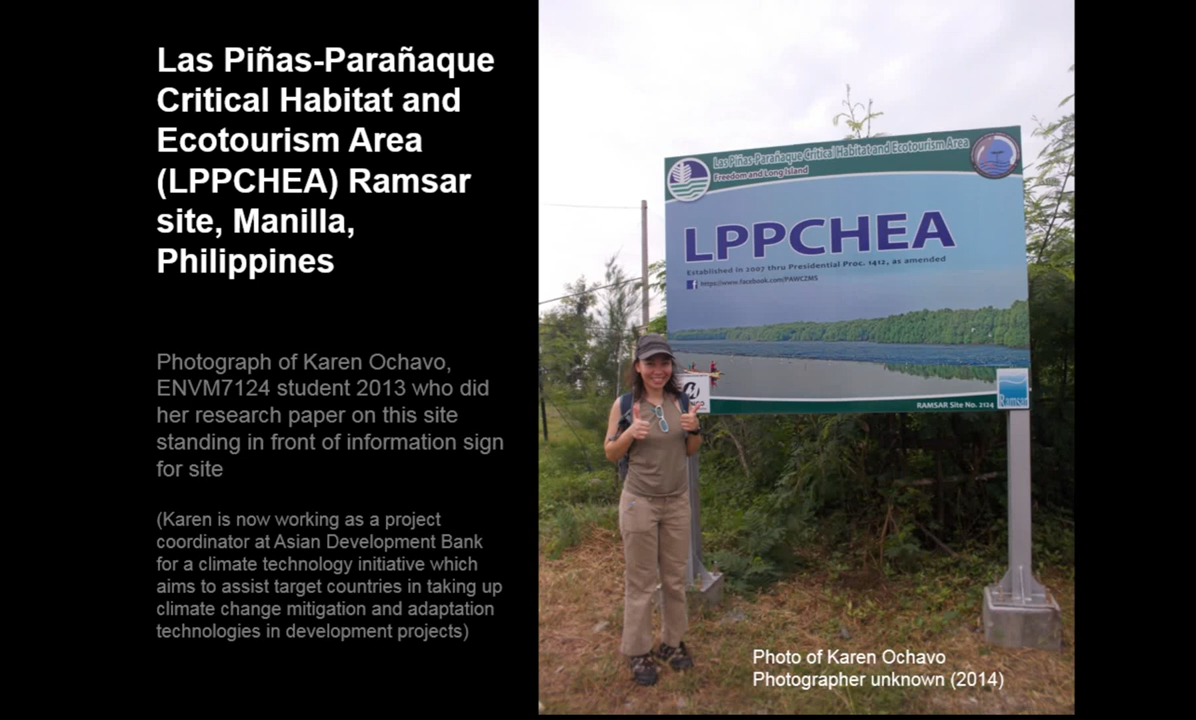 Las Piñas-Parañaque
Critical Habitat and
Ecotourism Area
(LPPCHEA) Ramsar
site, Manilla,
Philippines
Photograph of Karen Ochavo,
ENVM7124 student 2013 who did
her research paper on this site
standing in front of information sign
for site
(Karen is now working as a project
coordinator at Asian Development Bank
for a climate technology initiative which
aims to assist target countries in taking up
climate change mitigation and adaptation
technologies in development projects)
Las Piñas-Parañaque Critical Habitat and Ecotourism Area
Freedom and Long Island
LPPCHEA
Established in 2007 thru Presidential Proc. 1412, as amended
https://www.facebook.com/PAWCZMS
Ramsar
RAMSAR Site No. 2124
Photo of Karen Ochavo
Photographer unknown (2014)